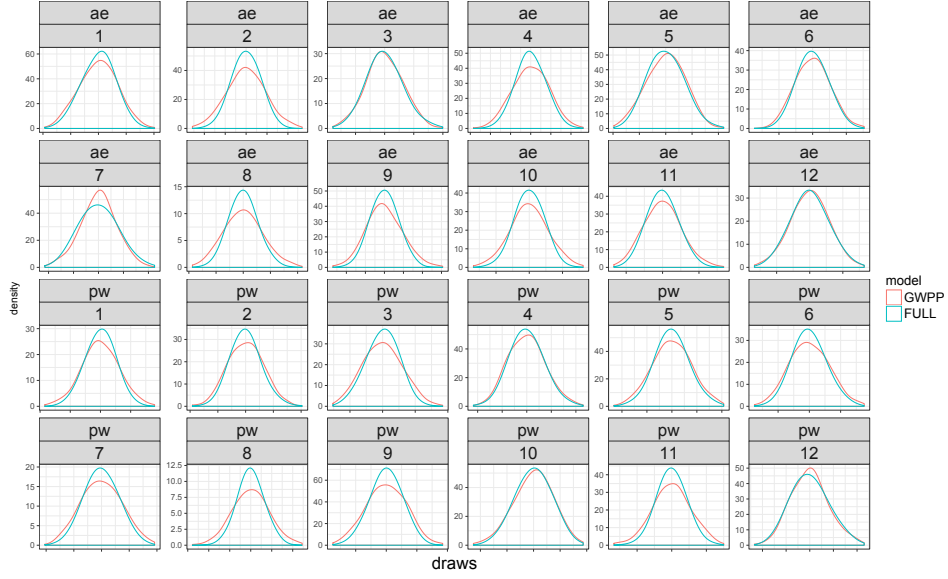 ae ae ae ae ae ae
1 2 3 4 5 6
60 40 20 0
40 20 0
30 20 10 0
50 40 30 20 10 0
50 40 30 20 10 0
40 30 20 10 0
ae ae ae ae ae ae
7 8 9 10 11 12
40 20 0
15 10 5 0
50 40 30 20 10 0
40 30 20 10 0
40 30 20 10 0
30 20 10 0
density
model
GWPP
FULL
pw pw pw pw pw pw
1 2 3 4 5 6
30 20 10 0
30 20 10 0
30 20 10 0
40 20 0
40 20 0
30 20 10 0
pw pw pw pw pw pw
7 8 9 10 11 12
20 15 10 5 0
12.5 10.0 7.5 5.0 2.5 0.0
60 40 20 0
40 20 0
40 30 20 10 0
50 40 30 20 10 0
draws